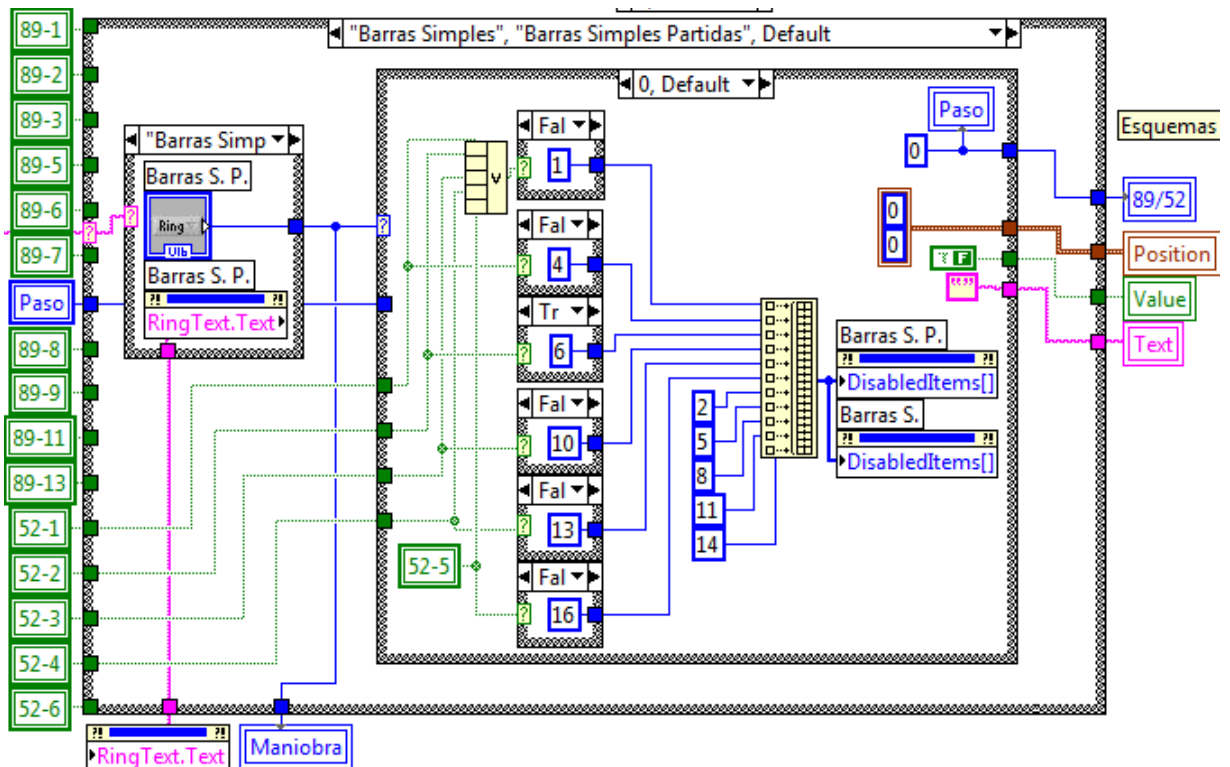 89-1
89-2
89-3
89-5
89-6
89-7
Paso
89-8
89-9
89-11
89-13
52-1
52-2
52-3
52-4
52-6
"Barras Simples", "Barras Simples Partidas", Default
"Barras Simp
Barras S. P.
Ring
Barras S. P.
?! ?!
RingText.Text
?! ?!
RingText.Text
Maniobra
0, Default
Fal
1
Fal
4
Tr
6
Fal
10
Fal
13
Fal
16
52-5
2
5
8
11
14
Barras S. P.
?! ?!
DisabledItems[]
Barras S.
?! ?!
DisabledItems[]
Paso
0
0
0
F
Esquemas
89/52
Position
Value
Text